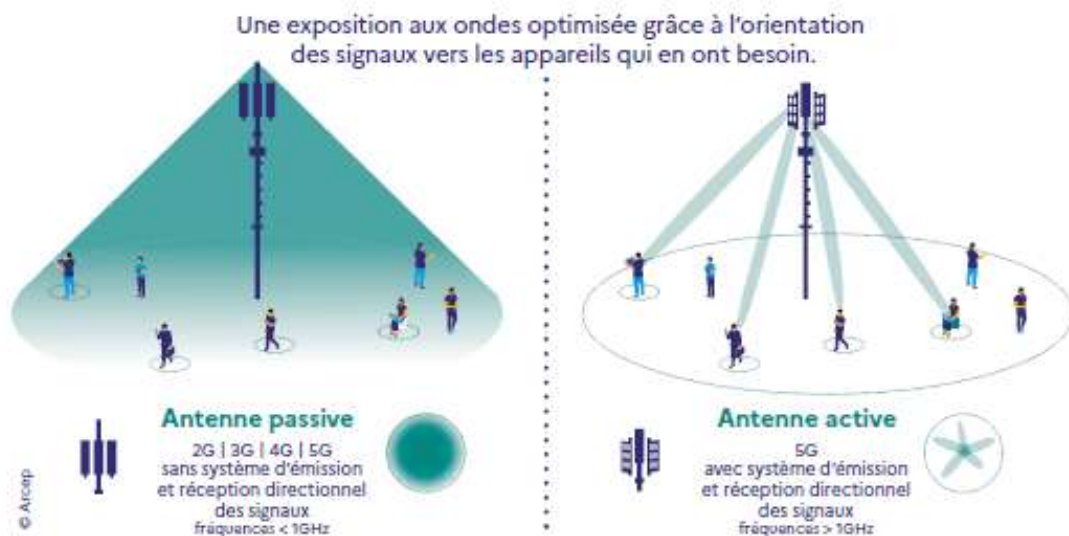 Une exposition aux ondes optimisée grâce à l'orientation
des signaux vers les appareils qui en ont besoin.
Antenne passive
2G | 3G | 4G | 5G
sans système d'émission
et réception directionnel
des signaux
fréquences < 1GHz
Antenne active
5G
avec système d'émission
et réception directionnel
des signaux
fréquences > 1GHz
© Arcep